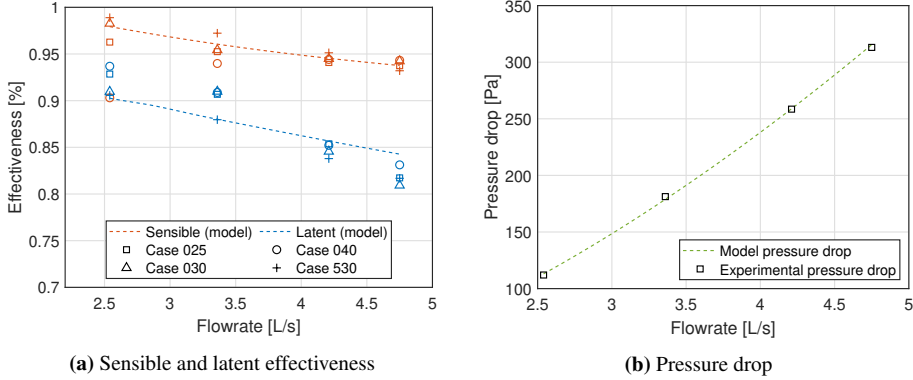 1
0.95
0.9
0.85
0.8
0.75
0.7
Effectiveness [%]
Sensible (model)
Latent (model)
Case 025
Case 040
Case 030
Case 530
2.5
3
3.5
4
4.5
5
Flowrate [L/s]
(a) Sensible and latent effectiveness
350
300
250
200
150
100
Pressure drop [Pa]
Model pressure drop
Experimental pressure drop
2.5
3
3.5
4
4.5
5
Flowrate [L/s]
(b) Pressure drop